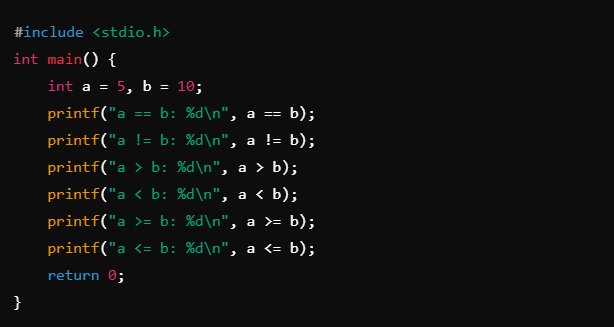 #include <stdio.h>
int main() {
    int a = 5, b = 10;
    printf("a == b: %d\n", a == b);
    printf("a != b: %d\n", a != b);
    printf("a > b: %d\n", a > b);
    printf("a < b: %d\n", a < b);
    printf("a >= b: %d\n", a >= b);
    printf("a <= b: %d\n", a <= b);
    return 0;
}